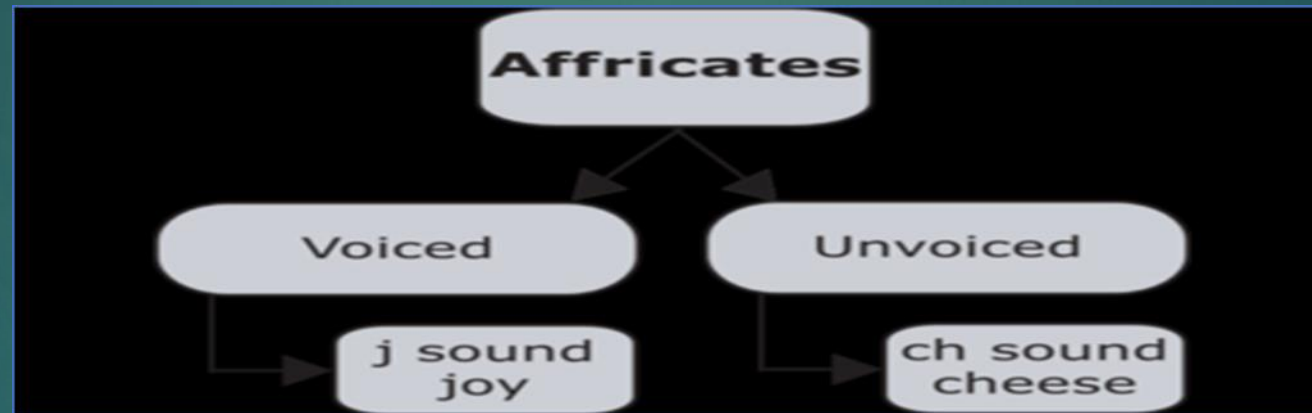 Affricates
Voiced
Unvoiced
j sound
joy
ch sound
cheese